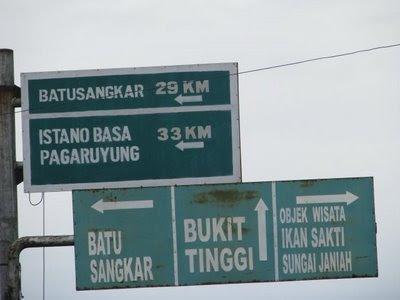 BATUSANGKAR 29 KM
ISTANO BASA 33 KM
PAGARUYUNG
BATU
SANGKAR
BUKIT
TINGGI
OBJEK WISATA
IKAN SAKTI
SUNGAI JANIAH